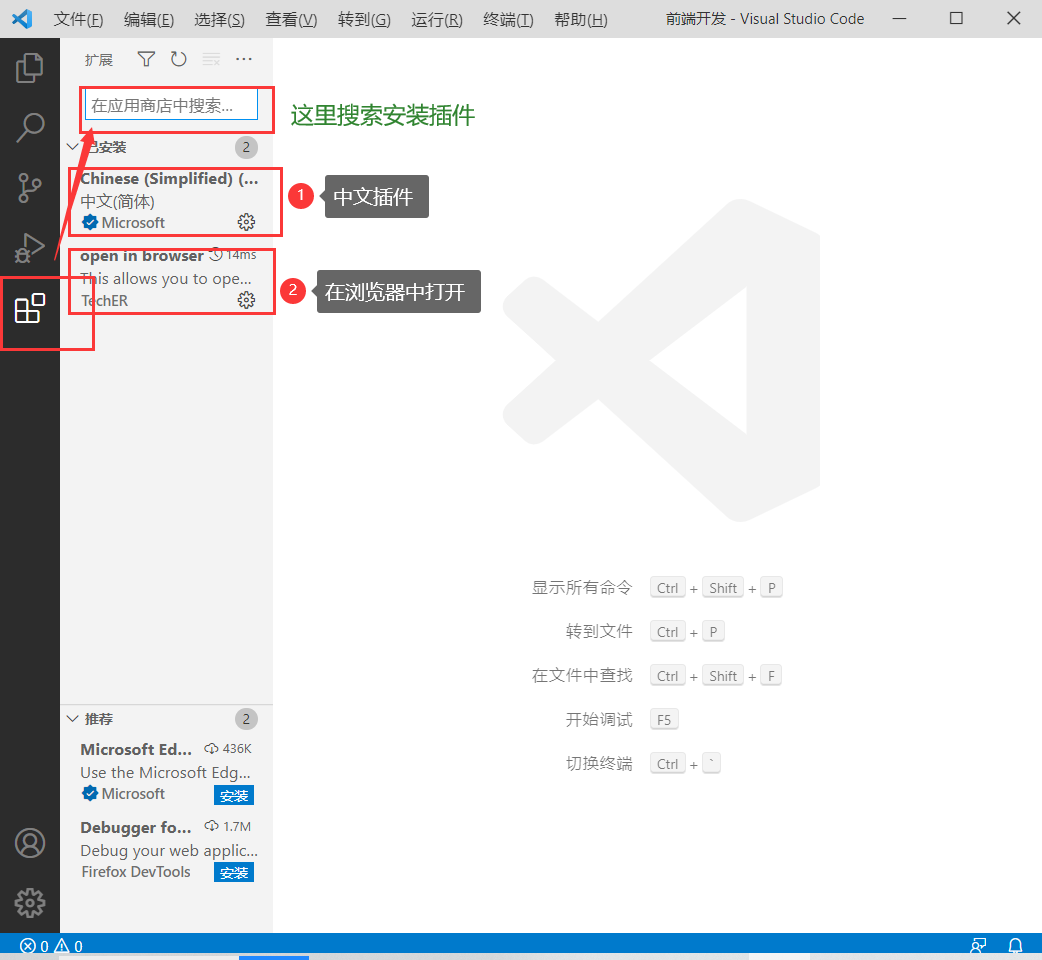 文件(F) 编辑(E) 选择(S) 查看(V) 转到(G) 运行(R) 终端(T) 帮助(H) 前端开发 - Visual Studio Code
扩展
在应用商店中搜索...
这里搜索安装插件
已安装 2
Chinese (Simplified) (...
中文(简体)
Microsoft
1 中文插件
open in browser 14ms
This allows you to ope...
TechER
2 在浏览器中打开
显示所有命令 Ctrl + Shift + P
转到文件 Ctrl + P
在文件中查找 Ctrl + Shift + F
开始调试 F5
切换终端 Ctrl + `
推荐 2
Microsoft Ed... 436K
Use the Microsoft Edg...
Microsoft 安装
Debugger fo... 1.7M
Debug your web applic...
Firefox DevTools 安装
0 0